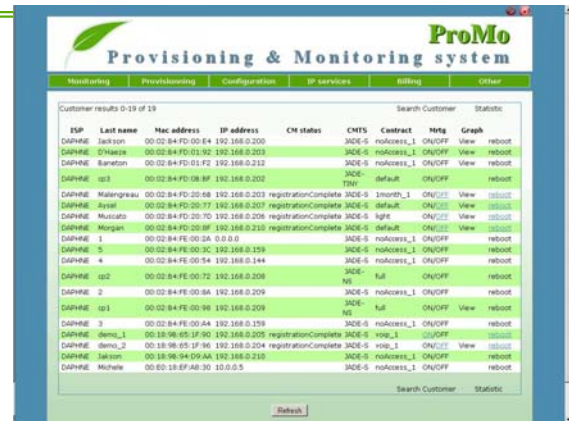 ProMo
Provisioning & Monitoring system
Monitoring Provisionning Configuration IP services Billing Other
Customer results 0-19 of 19 Search Customer Statistic
ISP Last name Mac address IP address CM status CMTS Contract Mrtg Graph
DAPHNE Jackson 00:02:B4:FD:00:E4 192.168.0.200 JADE-S noAccess_1 ON/OFF View reboot
DAPHNE D'Haeze 00:02:B4:FD:01:92 192.168.0.203 JADE-S noAccess_1 ON/OFF View reboot
DAPHNE Baneton 00:02:B4:FD:01:F2 192.168.0.212 JADE-S noAccess_1 ON/OFF View reboot
DAPHNE cp3 00:02:B4:FD:0B:BF 192.168.0.202 JADE-TINY default ON/OFF View reboot
DAPHNE Malengreau 00:02:B4:FD:20:68 192.168.0.203 registrationComplete JADE-S 1month_1 ON/OFF View reboot
DAPHNE Aysel 00:02:B4:FD:20:77 192.168.0.207 registrationComplete JADE-S default ON/OFF View reboot
DAPHNE Muscato 00:02:B4:FD:20:7D 192.168.0.206 registrationComplete JADE-S light ON/OFF View reboot
DAPHNE Morgan 00:02:B4:FD:20:8F 192.168.0.210 registrationComplete JADE-S default ON/OFF View reboot
DAPHNE 1 00:02:B4:FE:00:2A 0.0.0.0 JADE-S noAccess_1 ON/OFF reboot
DAPHNE 5 00:02:B4:FE:00:3C 192.168.0.159 JADE-S noAccess_1 ON/OFF reboot
DAPHNE 4 00:02:B4:FE:00:54 192.168.0.144 JADE-S noAccess_1 ON/OFF reboot
DAPHNE cp2 00:02:B4:FE:00:72 192.168.0.208 JADE-NS full ON/OFF View reboot
DAPHNE 2 00:02:B4:FE:00:8A 192.168.0.209 JADE-S noAccess_1 ON/OFF reboot
DAPHNE cp1 00:02:B4:FE:00:98 192.168.0.209 JADE-NS full ON/OFF View reboot
DAPHNE 3 00:02:B4:FE:00:A4 192.168.0.159 JADE-S noAccess_1 ON/OFF reboot
DAPHNE demo_1 00:18:9B:65:1F:90 192.168.0.205 registrationComplete JADE-S voip_1 ON/OFF reboot
DAPHNE demo_2 00:18:9B:65:1F:96 192.168.0.204 registrationComplete JADE-S voip_1 ON/OFF View reboot
DAPHNE Jakson 00:18:9B:94:D9:AA 192.168.0.210 JADE-S noAccess_1 ON/OFF reboot
DAPHNE Michele 00:E0:18:EF:AB:30 10.0.0.5 JADE-S noAccess_1 ON/OFF reboot
Search Customer Statistic
Refresh